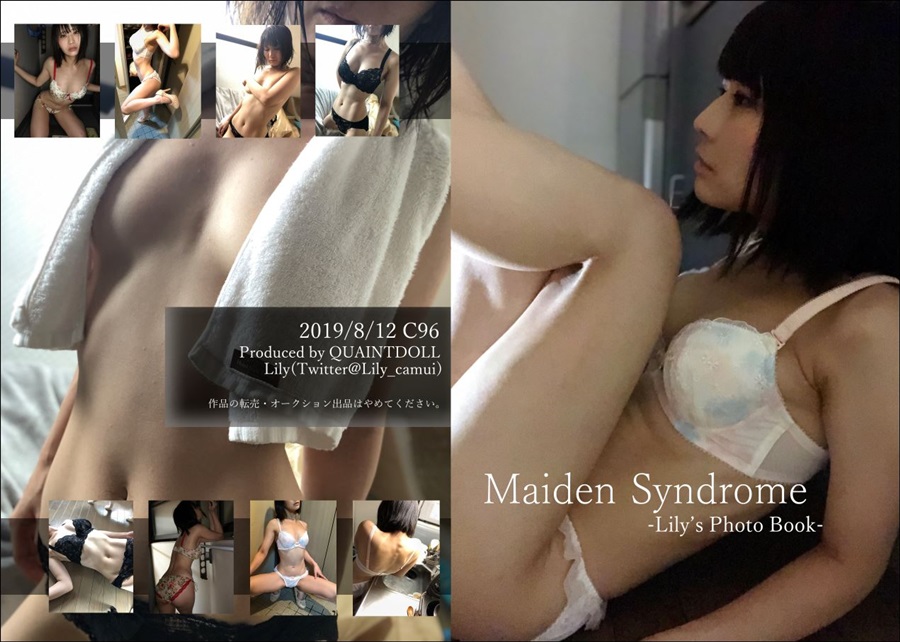 2019/8/12 C96
Produced by QUAINTDOLL
Lily(Twitter@Lily_camui)
作品の転売・オークション出品はやめてください。
Maiden Syndrome
-Lily's Photo Book-